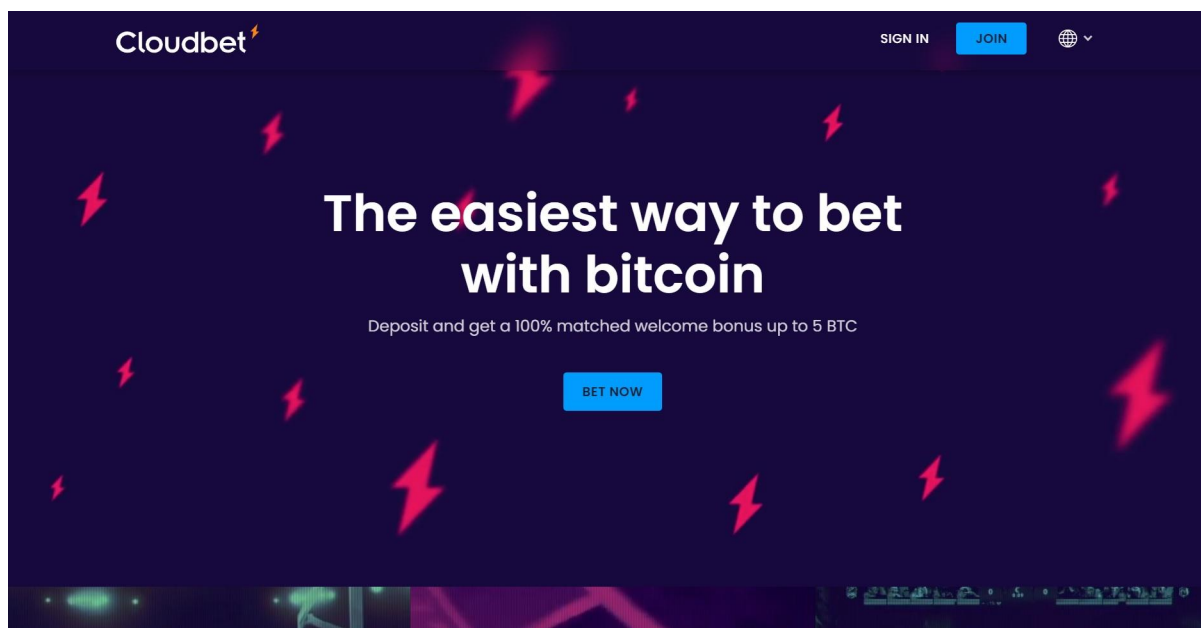 Cloudbet
SIGN IN
JOIN
The easiest way to bet
with bitcoin
Deposit and get a 100% matched welcome bonus up to 5 BTC
BET NOW